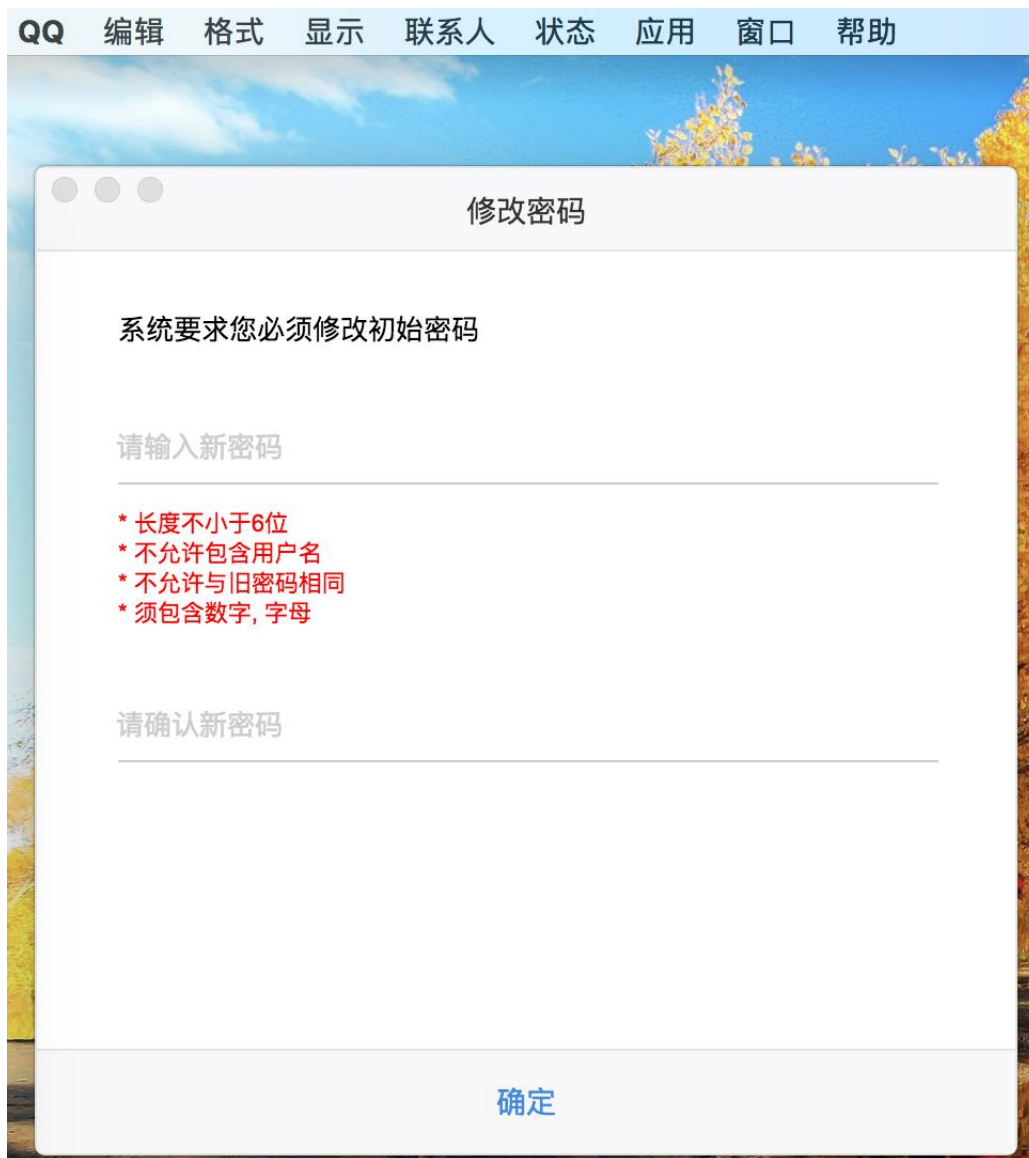 QQ 编辑 格式 显示 联系人 状态 应用 窗口 帮助
修改密码
系统要求您必须修改初始密码
请输入新密码
* 长度不小于6位
* 不允许包含用户名
* 不允许与旧密码相同
* 须包含数字, 字母
请确认新密码
确定